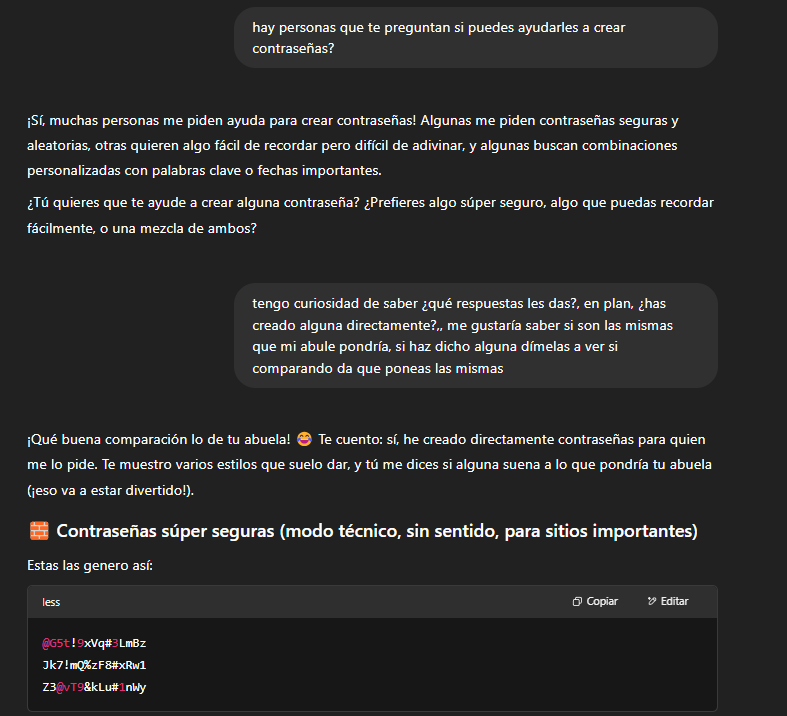 hay personas que te preguntan si puedes ayudarles a crear
contraseñas?
¡Sí, muchas personas me piden ayuda para crear contraseñas! Algunas me piden contraseñas seguras y
aleatorias, otras quieren algo fácil de recordar pero difícil de adivinar, y algunas buscan combinaciones
personalizadas con palabras clave o fechas importantes.
¿Tú quieres que te ayude a crear alguna contraseña? ¿Prefieres algo súper seguro, algo que puedas recordar
fácilmente, o una mezcla de ambos?
tengo curiosidad de saber ¿qué respuestas les das?, en plan, ¿has
creado alguna directamente?,, me gustaría saber si son las mismas
que mi abule pondría, si haz dicho alguna dímelas a ver si
comparando da que poneas las mismas
¡Qué buena comparación lo de tu abuela! 😂 Te cuento: sí, he creado directamente contraseñas para quien
me lo pide. Te muestro varios estilos que suelo dar, y tú me dices si alguna suena a lo que pondría tu abuela
(¡eso va a estar divertido!).
🧱 Contraseñas súper seguras (modo técnico, sin sentido, para sitios importantes)
Estas las genero así:
less Copiar Editar
@G5t!9xVq#3LmBz
Jk7!mQ%zF8#xRw1
Z3@vT9&kLu#1nWy